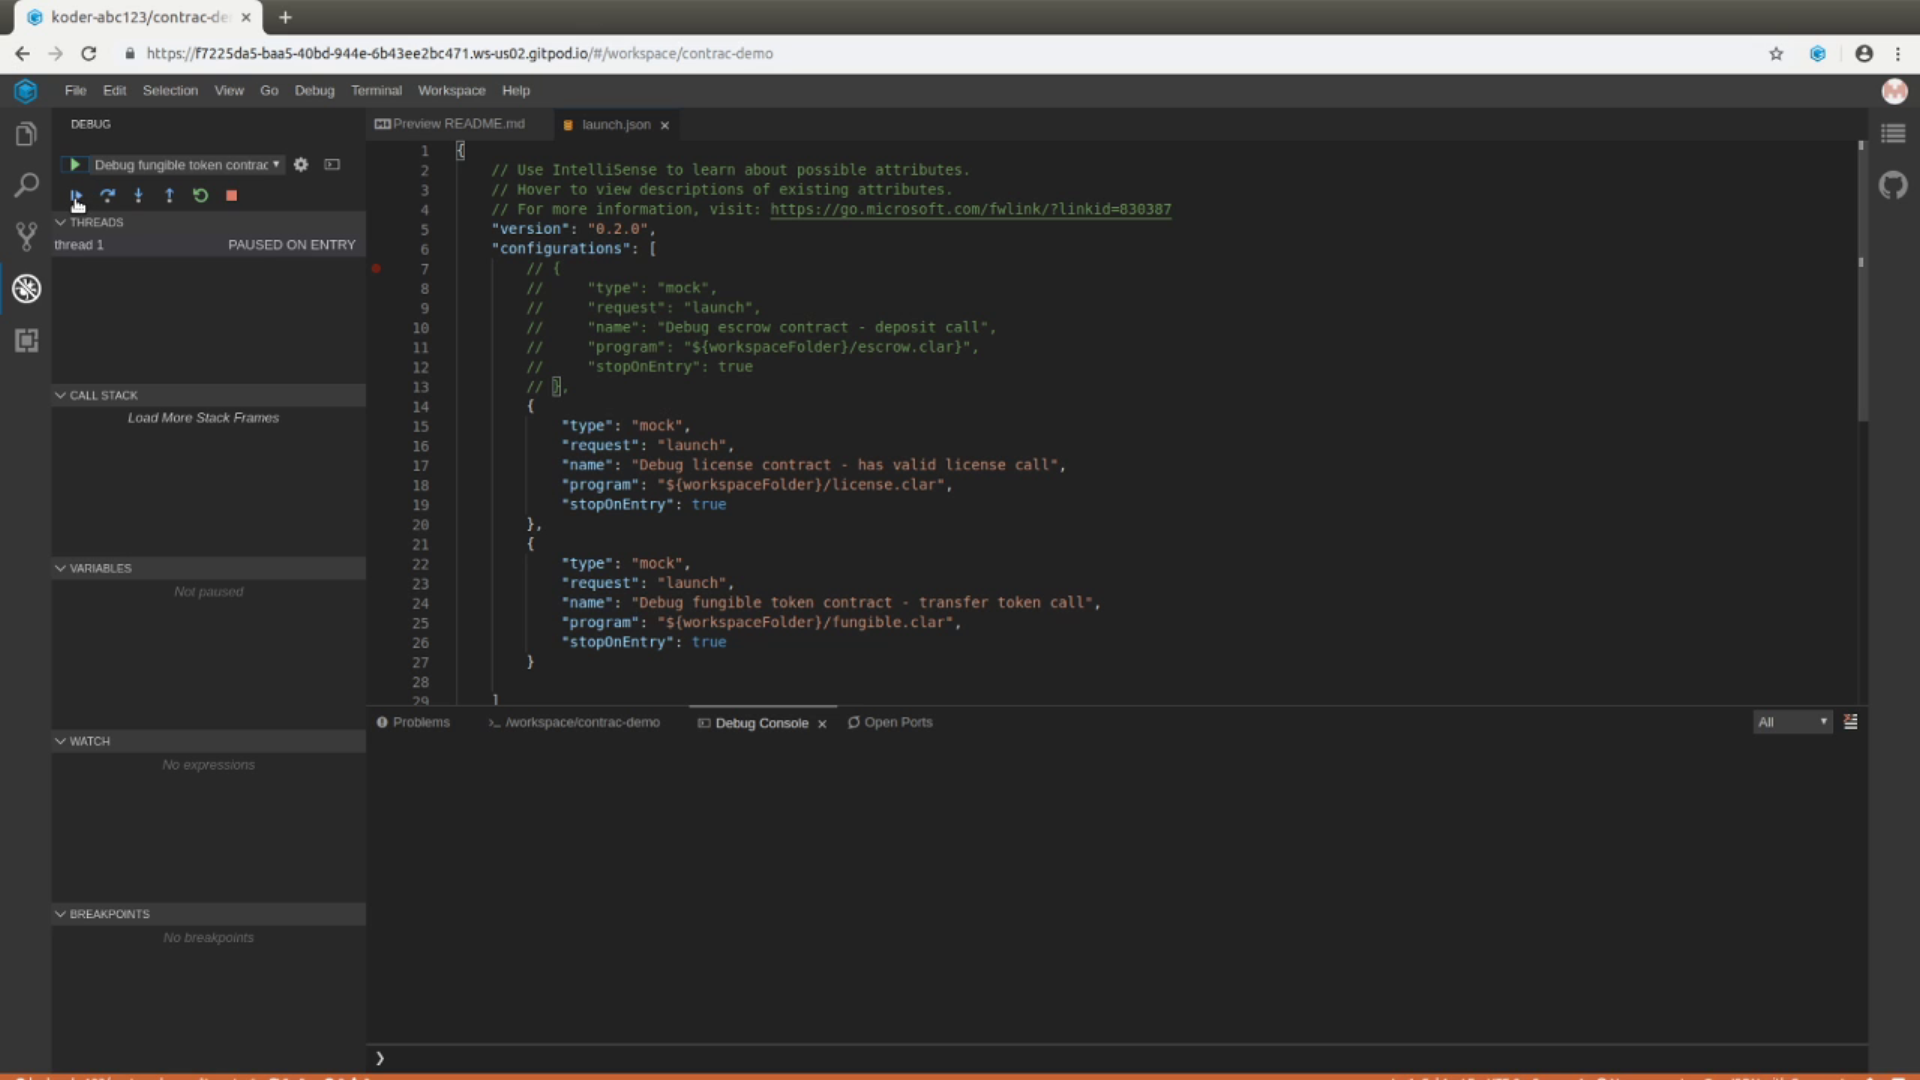 koder-abc123/contrac-de
https://f7225da5-baa5-40bd-944e-6b43ee2bc471.ws-us02.gitpod.io/#/workspace/contrac-demo
File Edit Selection View Go Debug Terminal Workspace Help
DEBUG
Debug fungible token contrac
THREADS
thread 1 PAUSED ON ENTRY
CALL STACK
Load More Stack Frames
VARIABLES
Not paused
WATCH
No expressions
BREAKPOINTS
No breakpoints
Preview README.md launch.json
1 {
2 // Use IntelliSense to learn about possible attributes.
3 // Hover to view descriptions of existing attributes.
4 // For more information, visit: https://go.microsoft.com/fwlink/?linkid=830387
5 "version": "0.2.0",
6 "configurations": [
7 // {
8 // "type": "mock",
9 // "request": "launch",
10 // "name": "Debug escrow contract - deposit call",
11 // "program": "${workspaceFolder}/escrow.clar}",
12 // "stopOnEntry": true
13 // },
14 {
15 "type": "mock",
16 "request": "launch",
17 "name": "Debug license contract - has valid license call",
18 "program": "${workspaceFolder}/license.clar",
19 "stopOnEntry": true
20 },
21 {
22 "type": "mock",
23 "request": "launch",
24 "name": "Debug fungible token contract - transfer token call",
25 "program": "${workspaceFolder}/fungible.clar",
26 "stopOnEntry": true
27 }
28
29 ]
Problems >_ /workspace/contrac-demo Debug Console Open Ports All
❯